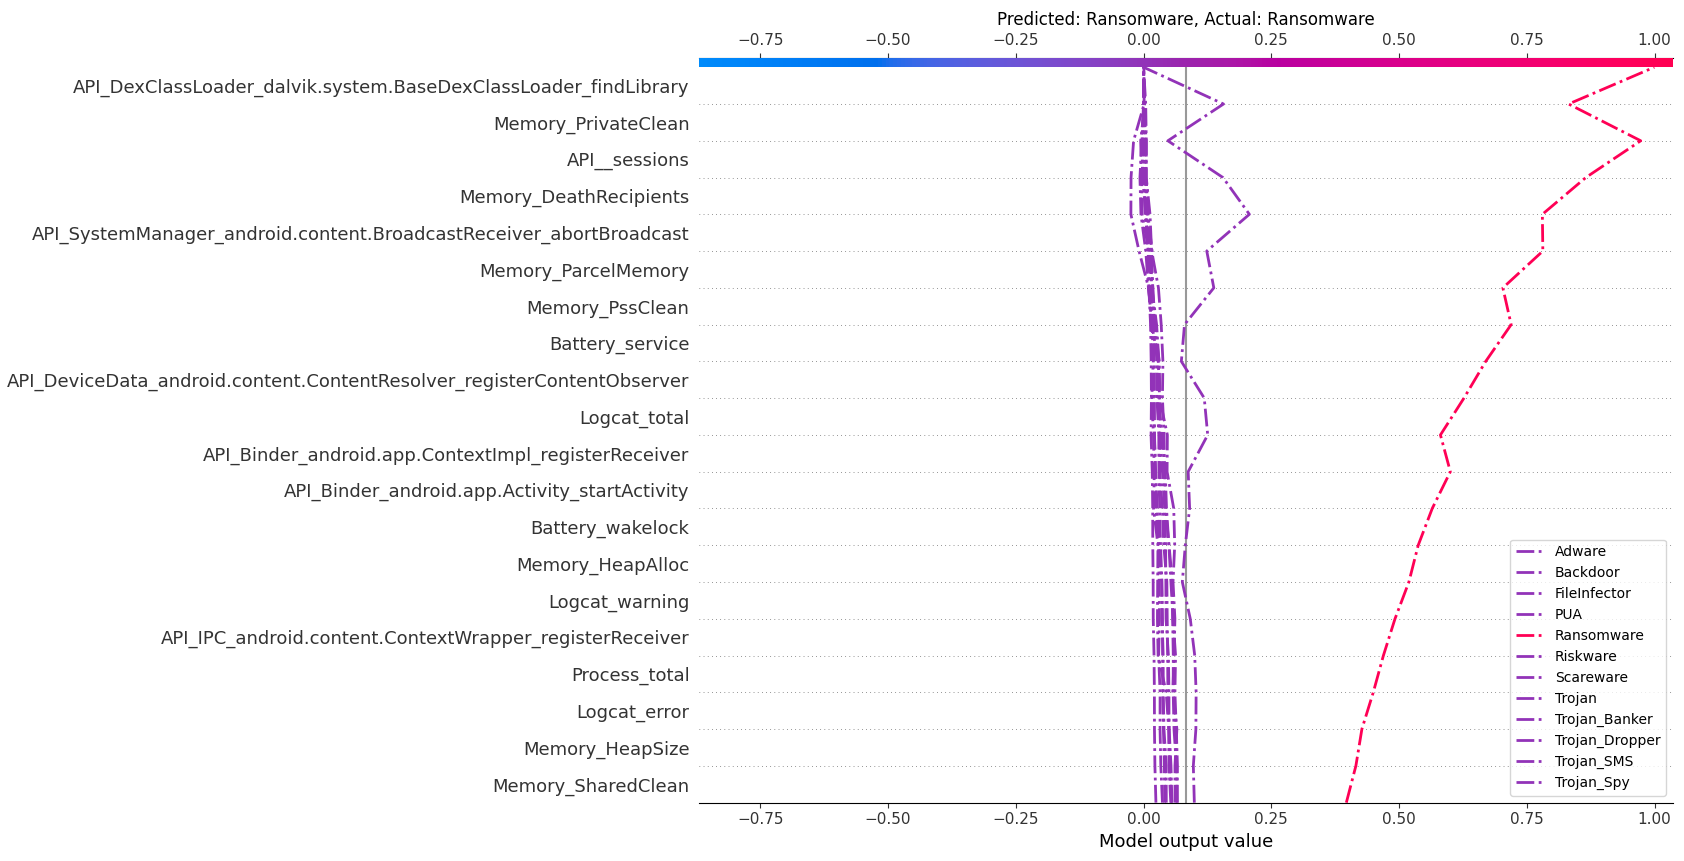 Predicted: Ransomware, Actual: Ransomware
−0.75 −0.50 −0.25 0.00 0.25 0.50 0.75 1.00
API_DexClassLoader_dalvik.system.BaseDexClassLoader_findLibrary
Memory_PrivateClean
API__sessions
Memory_DeathRecipients
API_SystemManager_android.content.BroadcastReceiver_abortBroadcast
Memory_ParcelMemory
Memory_PssClean
Battery_service
API_DeviceData_android.content.ContentResolver_registerContentObserver
Logcat_total
API_Binder_android.app.ContextImpl_registerReceiver
API_Binder_android.app.Activity_startActivity
Battery_wakelock
Memory_HeapAlloc
Logcat_warning
API_IPC_android.content.ContextWrapper_registerReceiver
Process_total
Logcat_error
Memory_HeapSize
Memory_SharedClean
Adware
Backdoor
FileInfector
PUA
Ransomware
Riskware
Scareware
Trojan
Trojan_Banker
Trojan_Dropper
Trojan_SMS
Trojan_Spy
−0.75 −0.50 −0.25 0.00 0.25 0.50 0.75 1.00
Model output value